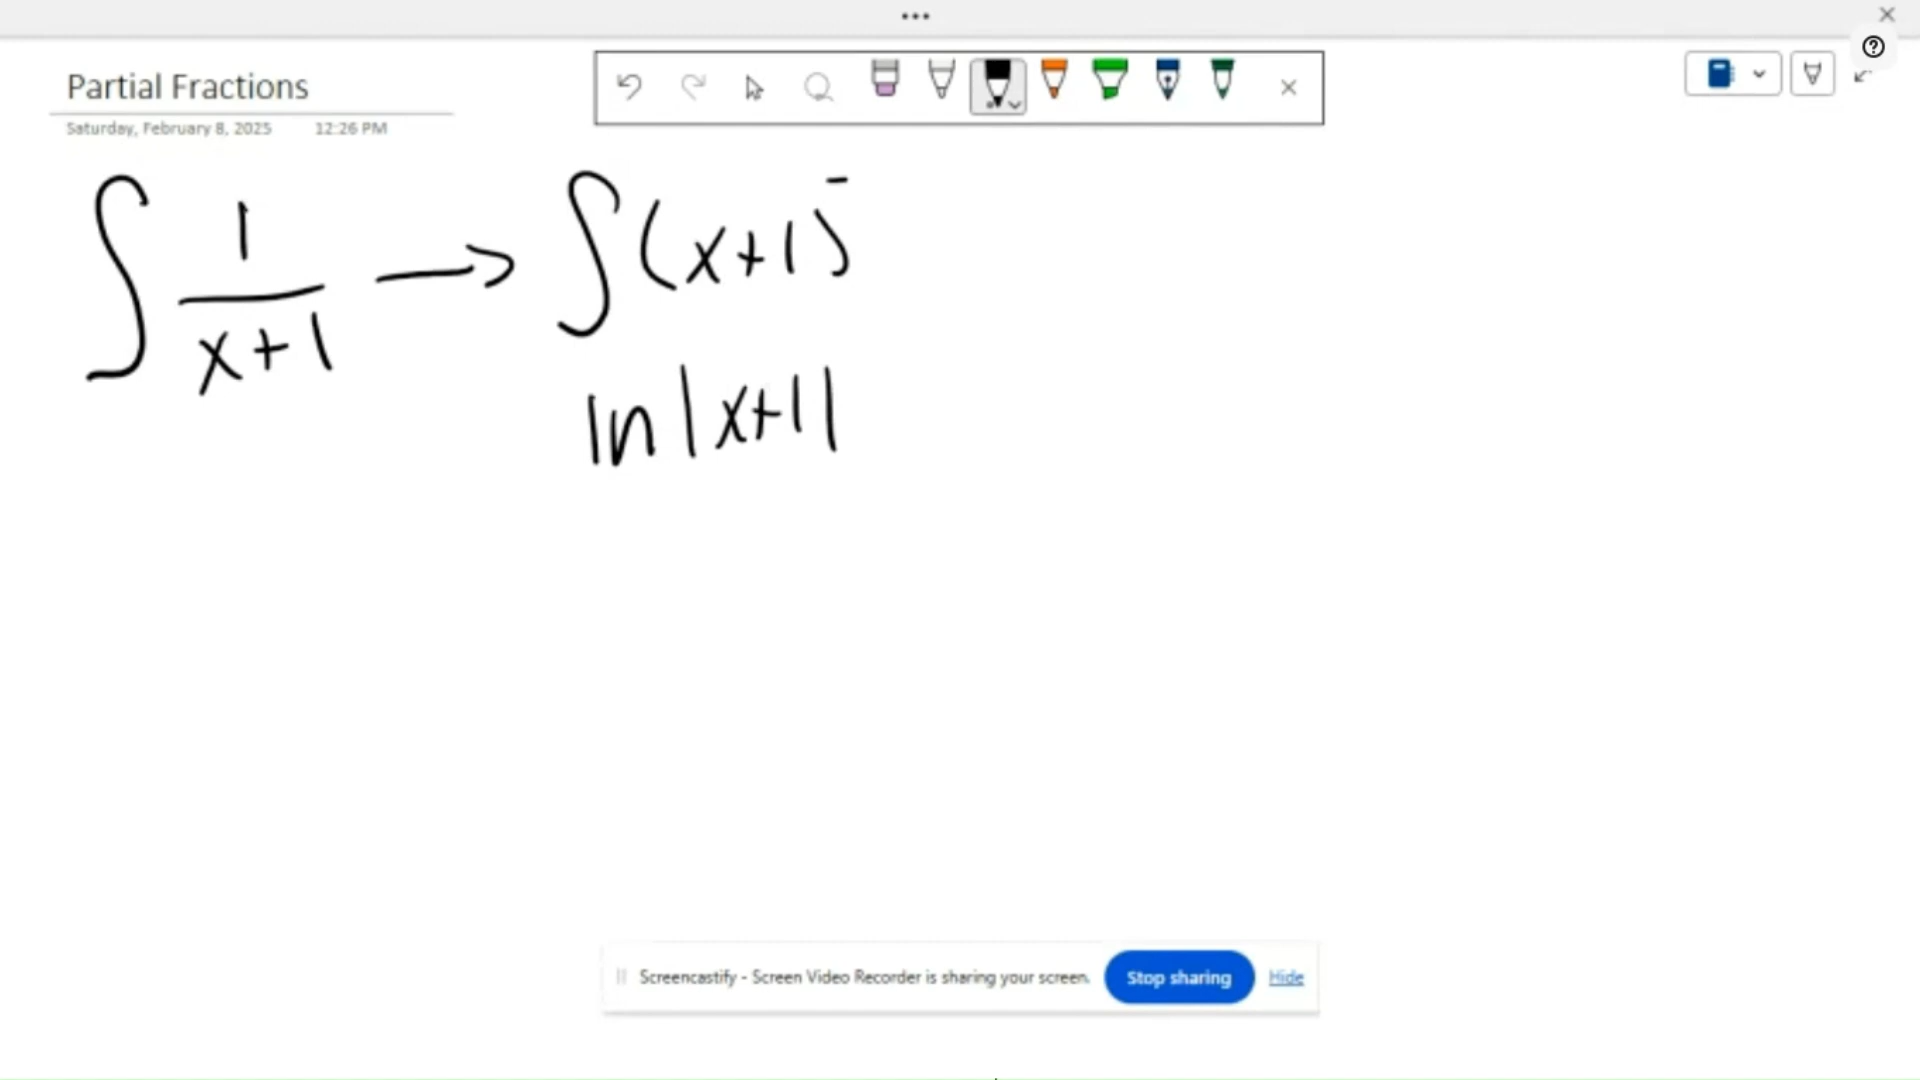 Partial Fractions
Saturday, February 8, 2025 12:26 PM
∫ 1/(x+1) → ∫(x+1)⁻
ln|x+1|
Screencastify - Screen Video Recorder is sharing your screen. Stop sharing Hide